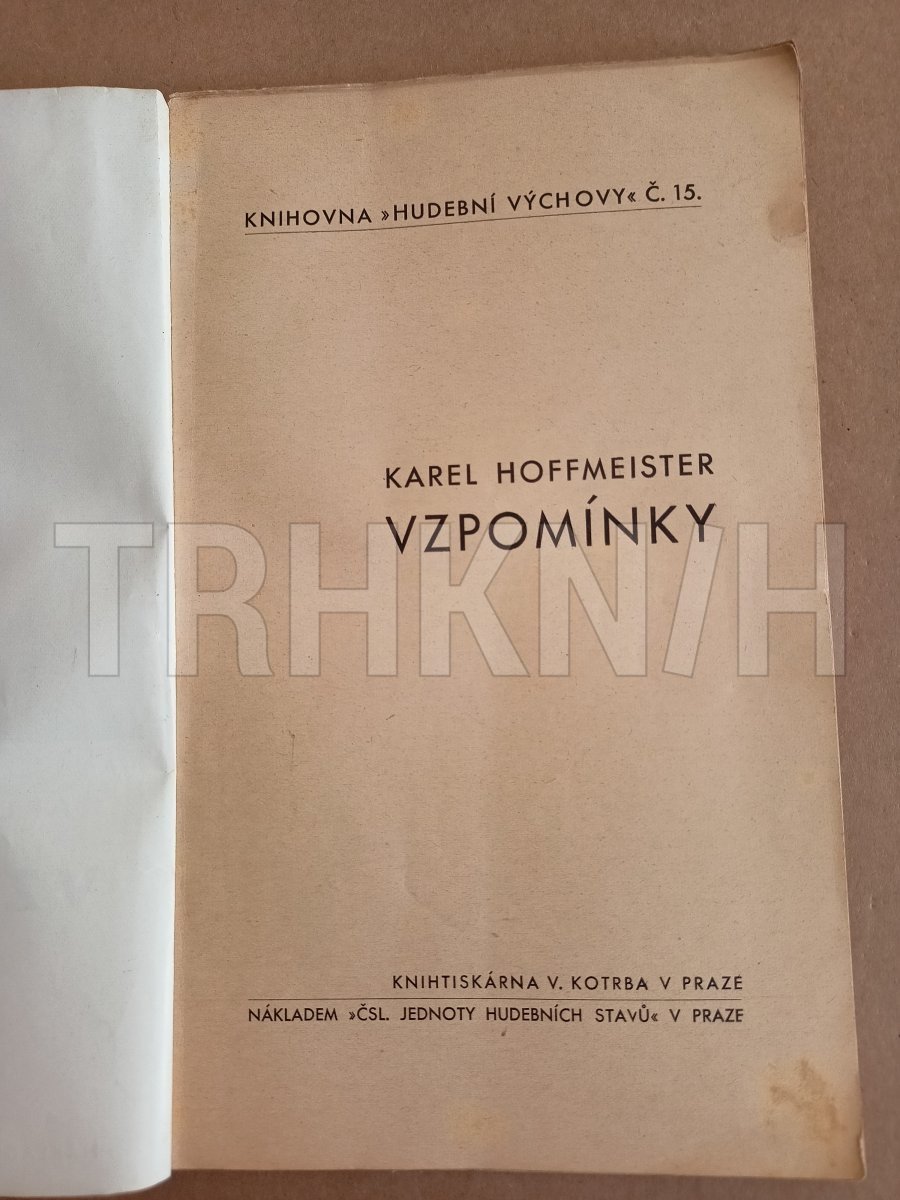 KNIHOVNA »HUDEBNÍ VÝCHOVY« Č. 15.
KAREL HOFFMEISTER
VZPOMÍNKY
TRHKNIH
KNIHTISKÁRNA V. KOTRBA V PRAZE
NÁKLADEM »ČSL. JEDNOTY HUDEBNÍCH STAVŮ« V PRAZE